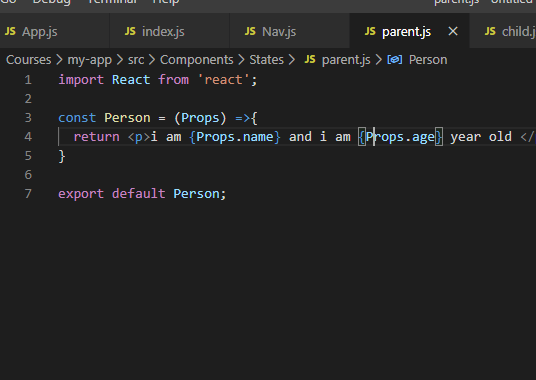 Go Debug Terminal Help parent.js Untitled
JS App.js JS index.js JS Nav.js JS parent.js × JS child.j
Courses > my-app > src > Components > States > JS parent.js > Person
1 import React from 'react';
2
3 const Person = (Props) =>{
4 return <p>i am {Props.name} and i am {Props.age} year old </
5 }
6
7 export default Person;